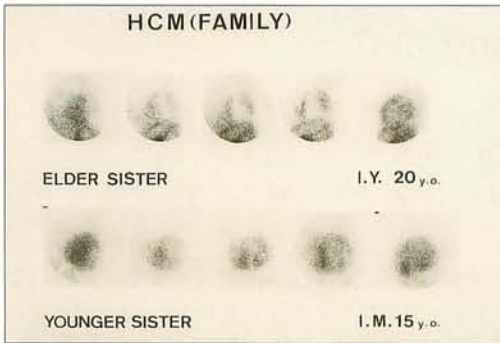 HCM (FAMILY)
ELDER SISTER I.Y. 20 y.o.
YOUNGER SISTER I.M. 15 y.o.